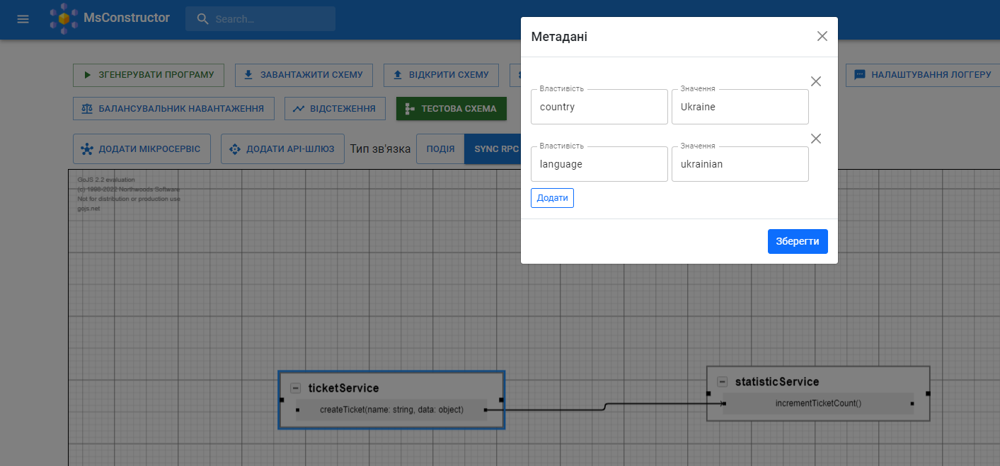 MsConstructor
Search...
Метадані
ЗГЕНЕРУВАТИ ПРОГРАМУ
ЗАВАНТАЖИТИ СХЕМУ
ВІДКРИТИ СХЕМУ
НАЛАШТУВАННЯ ЛОГГЕРУ
Властивість
Значення
country
Ukraine
БАЛАНСУВАЛЬНИК НАВАНТАЖЕННЯ
ВІДСТЕЖЕННЯ
ТЕСТОВА СХЕМА
ДОДАТИ МІКРОСЕРВІС
ДОДАТИ API-ШЛЮЗ
Тип зв'язка
ПОДІЯ
SYNC RPC
Властивість
Значення
language
ukrainian
Додати
Зберегти
GoJS 2.2 evaluation
(c) 1998-2022 Northwoods Software
Not for distribution or production use
gojs.net
ticketService
createTicket(name: string, data: object)
statisticService
incrementTicketCount()